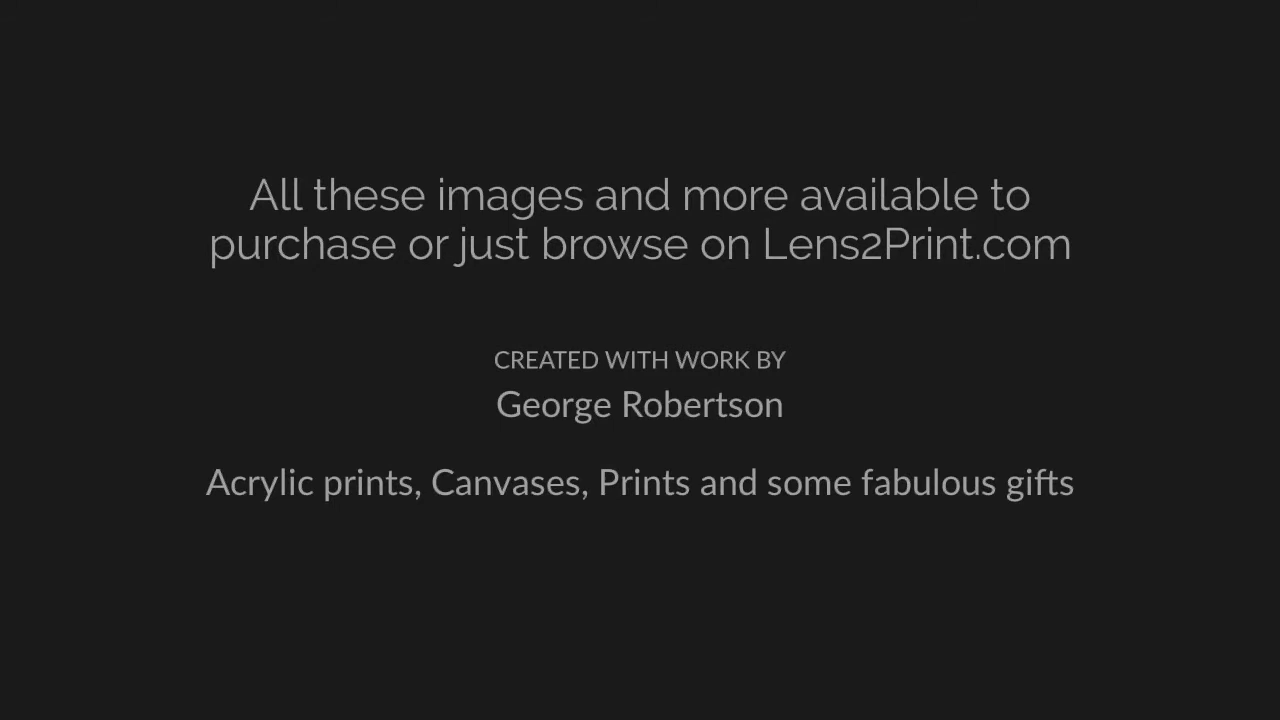 All these images and more available to
purchase or just browse on Lens2Print.com
CREATED WITH WORK BY
George Robertson
Acrylic prints, Canvases, Prints and some fabulous gifts